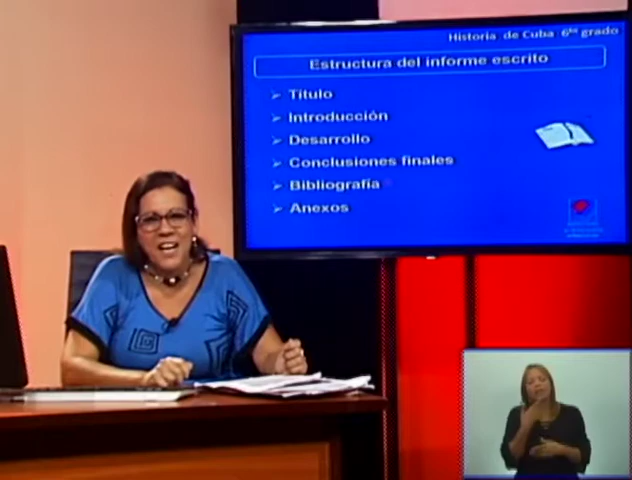 Historia de Cuba 6to grado
Estructura del informe escrito
➢ Título
➢ Introducción
➢ Desarrollo
➢ Conclusiones finales
➢ Bibliografía
➢ Anexos